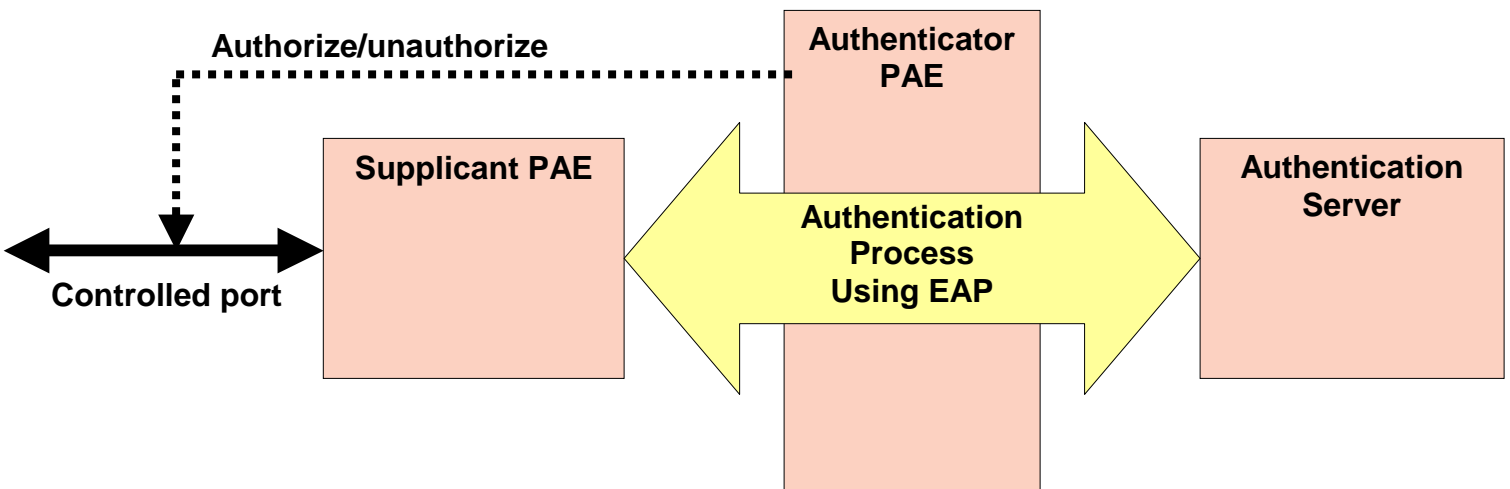 Authorize/unauthorize
Authenticator
PAE
Supplicant PAE
Authentication
Server
Authentication
Process
Using EAP
Controlled port